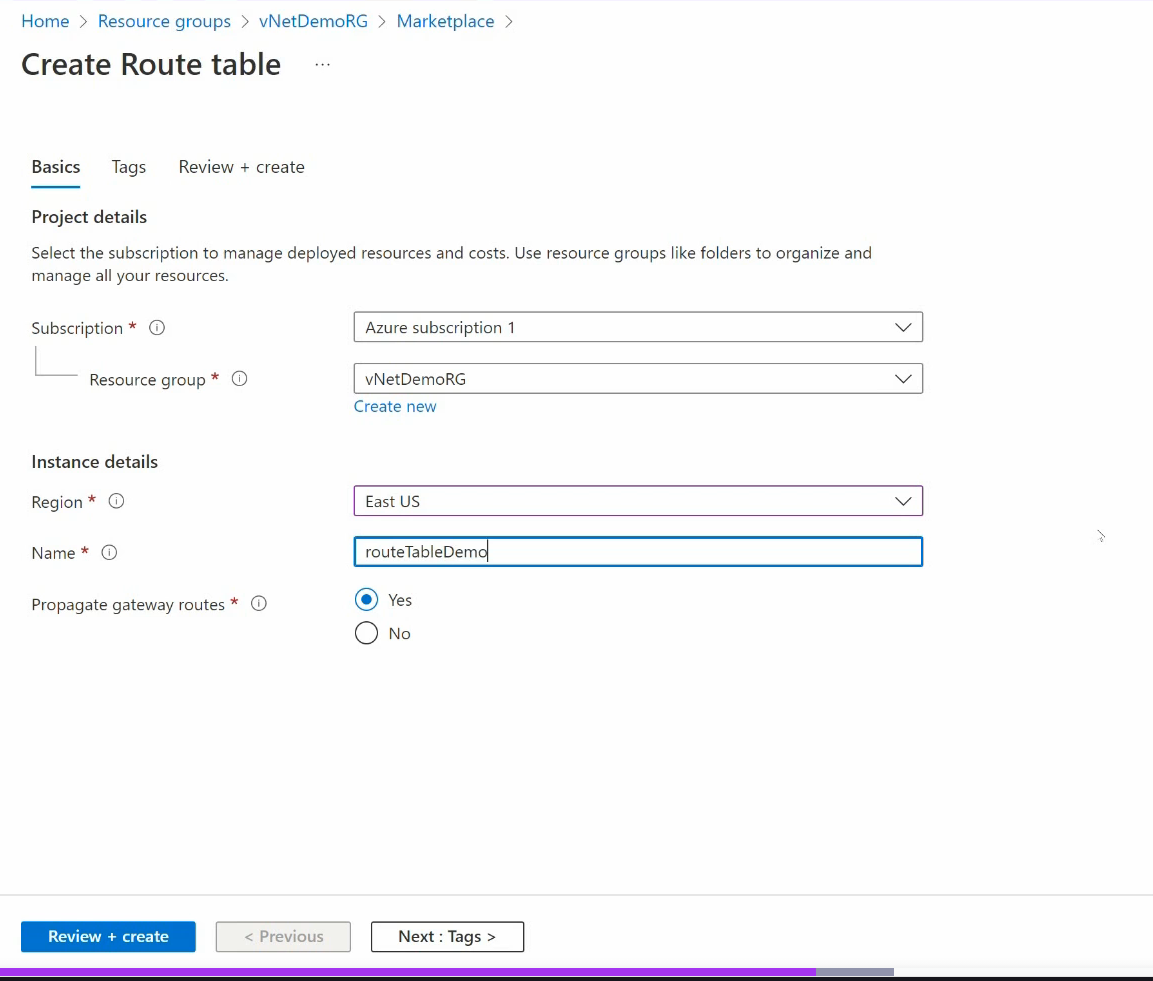 Home > Resource groups > vNetDemoRG > Marketplace >
Create Route table ...
Basics Tags Review + create
Project details
Select the subscription to manage deployed resources and costs. Use resource groups like folders to organize and
manage all your resources.
Subscription * Azure subscription 1
Resource group * vNetDemoRG
Create new
Instance details
Region * East US
Name * routeTableDemo
Propagate gateway routes * Yes
No
Review + create < Previous Next : Tags >